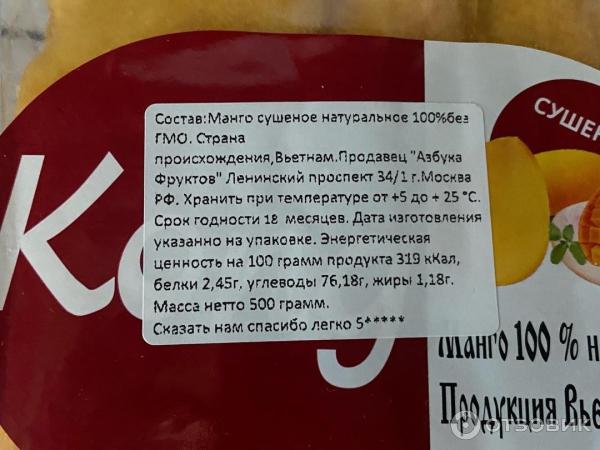 Состав:Манго сушеное натуральное 100%без
ГМО. Страна
происхождения,Вьетнам.Продавец "Азбука
Фруктов" Ленинский проспект 34/1 г.Москва
РФ. Хранить при температуре от +5 до + 25 °C.
Срок годности 18 месяцев. Дата изготовления
указанно на упаковке. Энергетическая
ценность на 100 грамм продукта 319 кКал,
белки 2,45г, углеводы 76,18г, жиры 1,18г.
Масса нетто 500 грамм.
Сказать нам спасибо легко 5*****
СУШЕ
Манго 100 % н
Продукция Вье
ОТЗОВИК